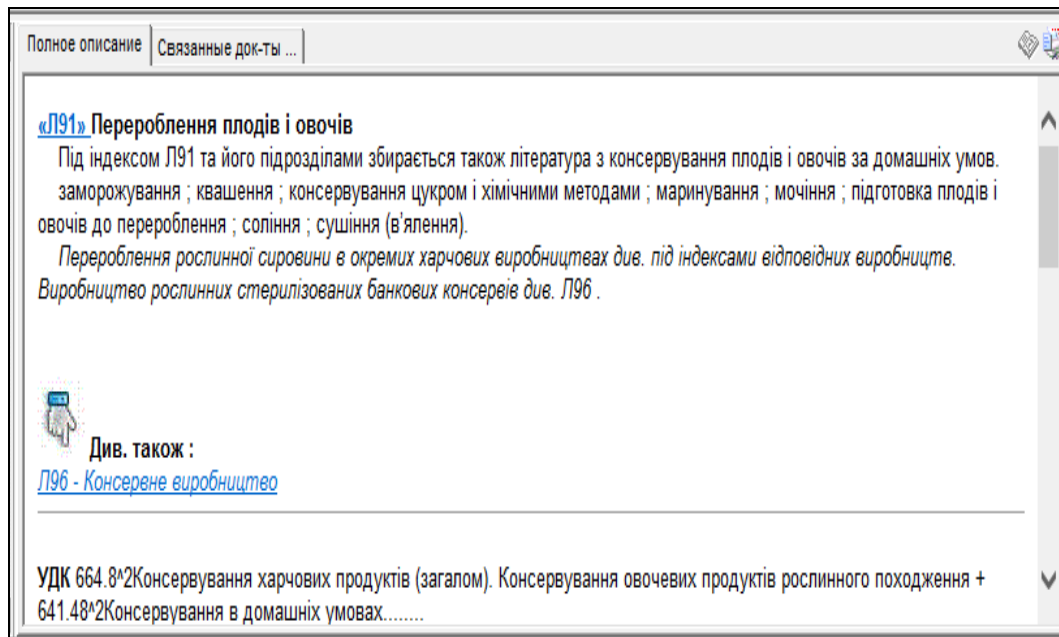 Полное описание Связанные док-ты ...
«Л91» Перероблення плодів і овочів
Під індексом Л91 та його підрозділами збирається також література з консервування плодів і овочів за домашніх умов.
заморожування ; квашення ; консервування цукром і хімічними методами ; маринування ; мочіння ; підготовка плодів і
овочів до перероблення ; соління ; сушіння (в’ялення).
Перероблення рослинної сировини в окремих харчових виробництвах див. під індексами відповідних виробництв.
Виробництво рослинних стерилізованих банкових консервів див. Л96 .
Див. також :
Л96 - Консервне виробництво
УДК 664.8^2Консервування харчових продуктів (загалом). Консервування овочевих продуктів рослинного походження +
641.48^2Консервування в домашніх умовах........